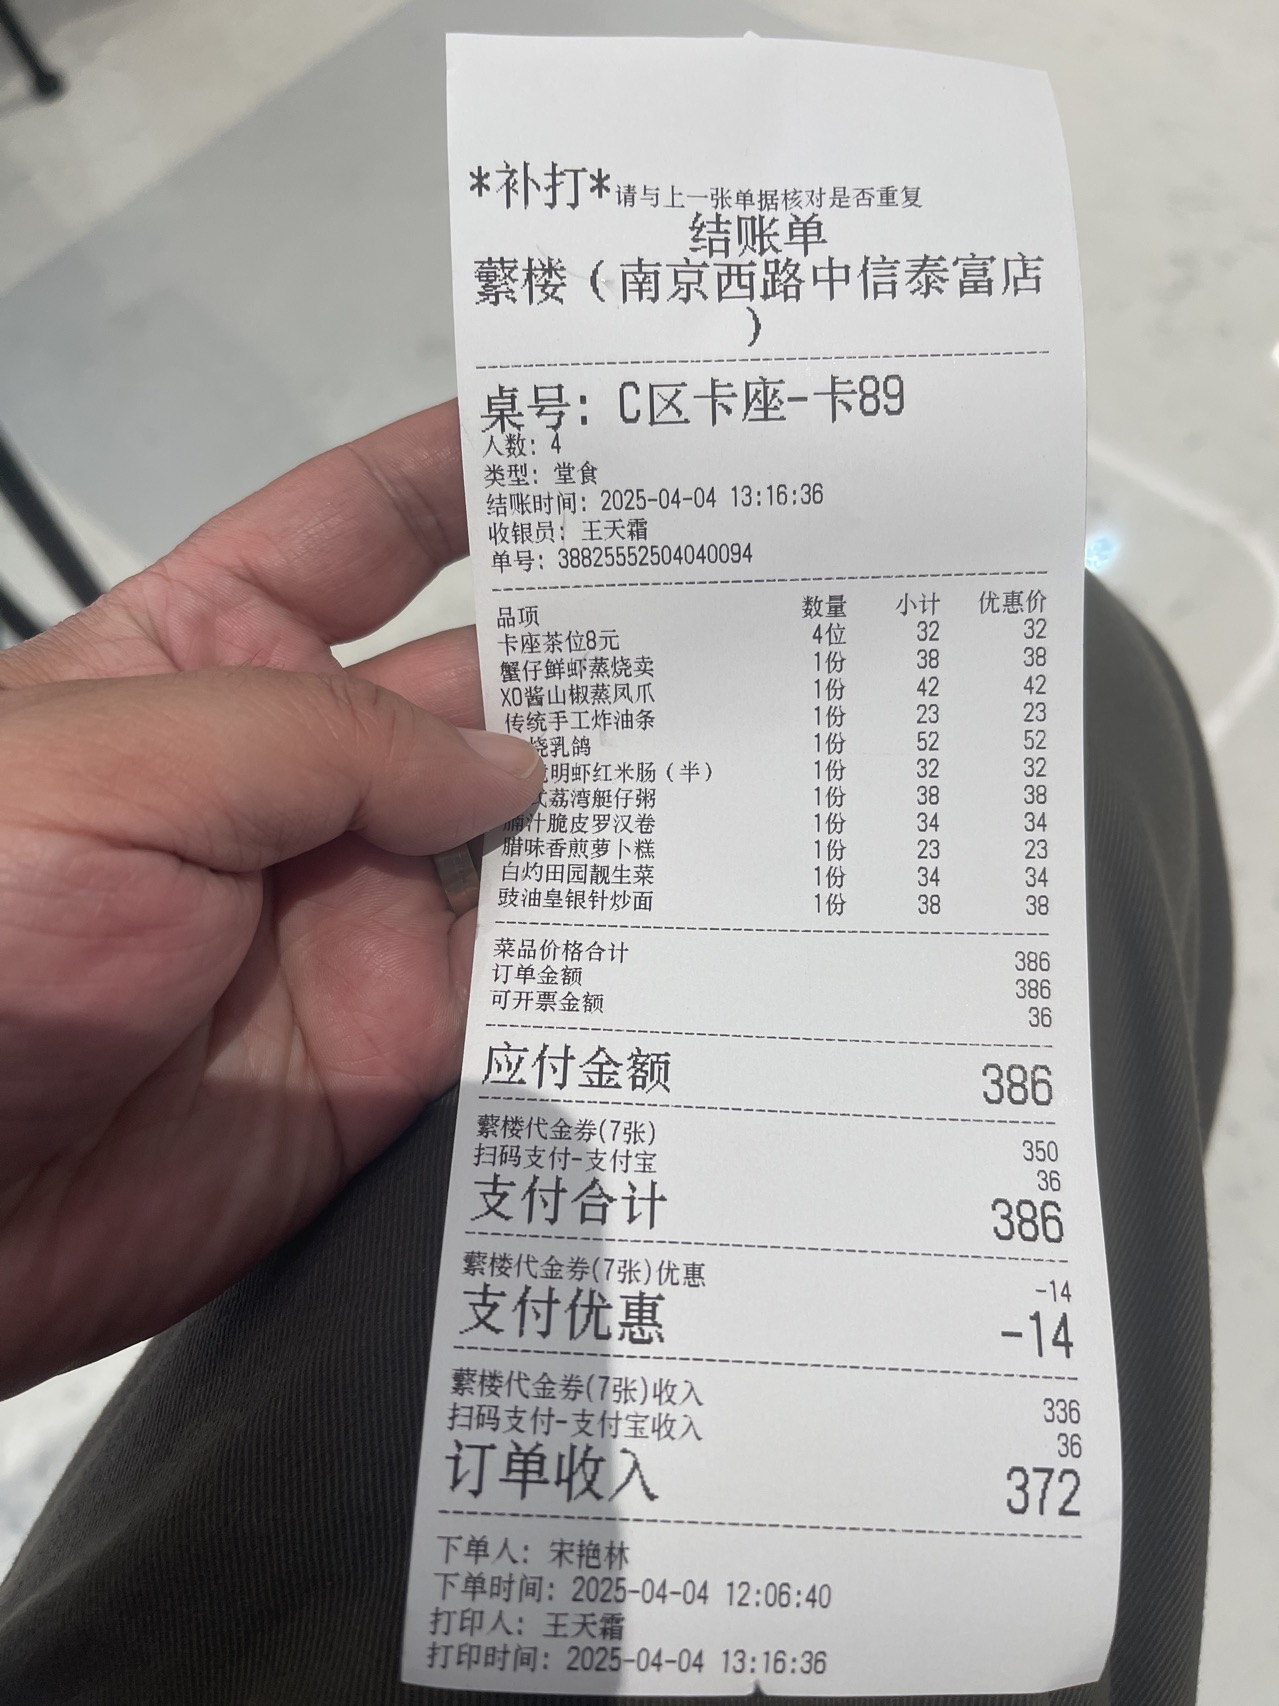 *补打*请与上一张单据核对是否重复
结账单
蘩楼（南京西路中信泰富店
）
桌号: C区卡座-卡89
人数: 4
类型: 堂食
结账时间: 2025-04-04 13:16:36
收银员: 王天霜
单号: 38825552504040094
品项 数量 小计 优惠价
卡座茶位8元 4位 32 32
蟹仔鲜虾蒸烧卖 1份 38 38
XO酱山椒蒸凤爪 1份 42 42
传统手工炸油条 1份 23 23
烧乳鸽 1份 52 52
明虾红米肠（半） 1份 32 32
式荔湾艇仔粥 1份 38 38
汁脆皮罗汉卷 1份 34 34
腊味香煎萝卜糕 1份 23 23
白灼田园靓生菜 1份 34 34
豉油皇银针炒面 1份 38 38
菜品价格合计 386
订单金额 386
可开票金额 36
应付金额 386
蘩楼代金券(7张) 350
扫码支付-支付宝 36
支付合计 386
蘩楼代金券(7张)优惠 -14
支付优惠 -14
蘩楼代金券(7张)收入 336
扫码支付-支付宝收入 36
订单收入 372
下单人: 宋艳林
下单时间: 2025-04-04 12:06:40
打印人: 王天霜
打印时间: 2025-04-04 13:16:36